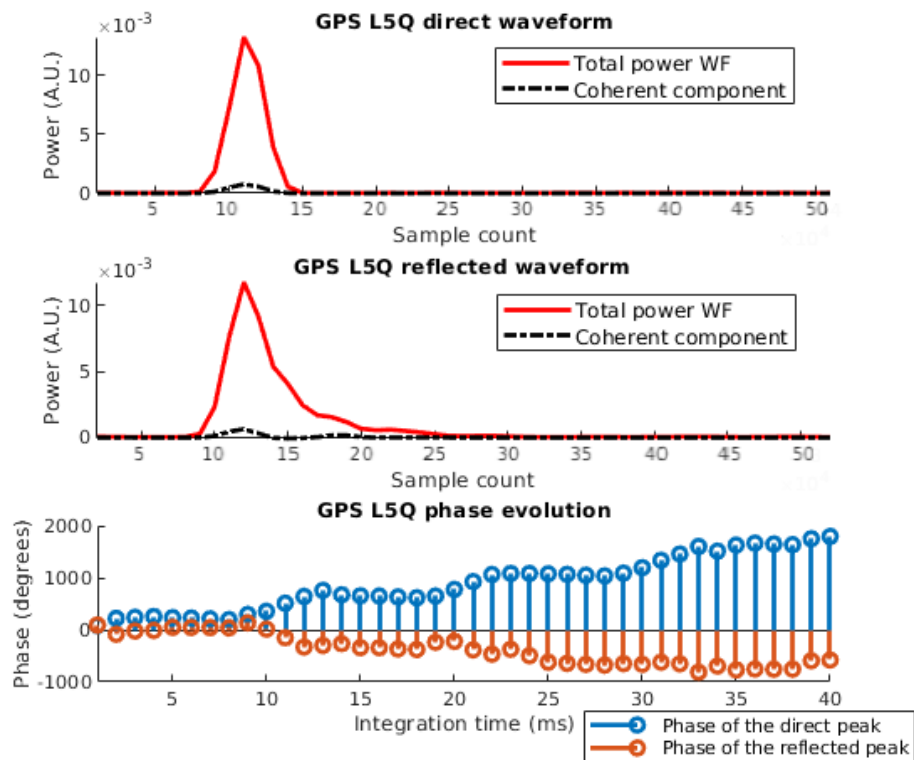 GPS L5Q direct waveform
×10⁻³
Power (A.U.)
10
5
0
Total power WF
Coherent component
5 10 15 20 25 30 35 40 45 50
Sample count
GPS L5Q reflected waveform
×10⁻³
Power (A.U.)
10
5
0
Total power WF
Coherent component
5 10 15 20 25 30 35 40 45 50
Sample count
GPS L5Q phase evolution
Phase (degrees)
2000
1000
0
-1000
5 10 15 20 25 30 35 40
Integration time (ms)
Phase of the direct peak
Phase of the reflected peak